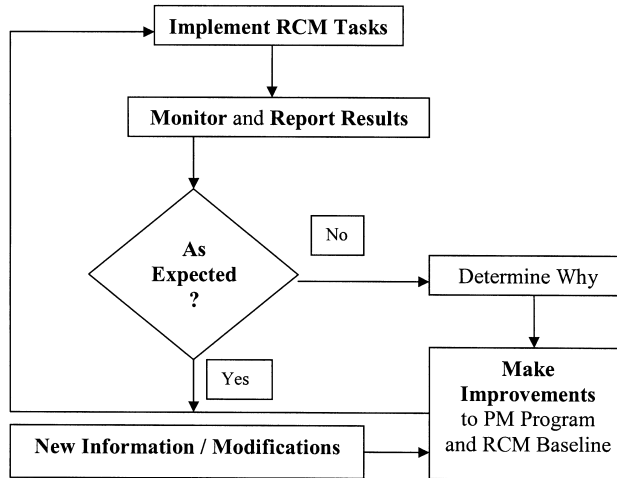 Implement RCM Tasks
Monitor and Report Results
No
As
Expected
?
Determine Why
Yes
Make
Improvements
to PM Program
and RCM Baseline
New Information / Modifications